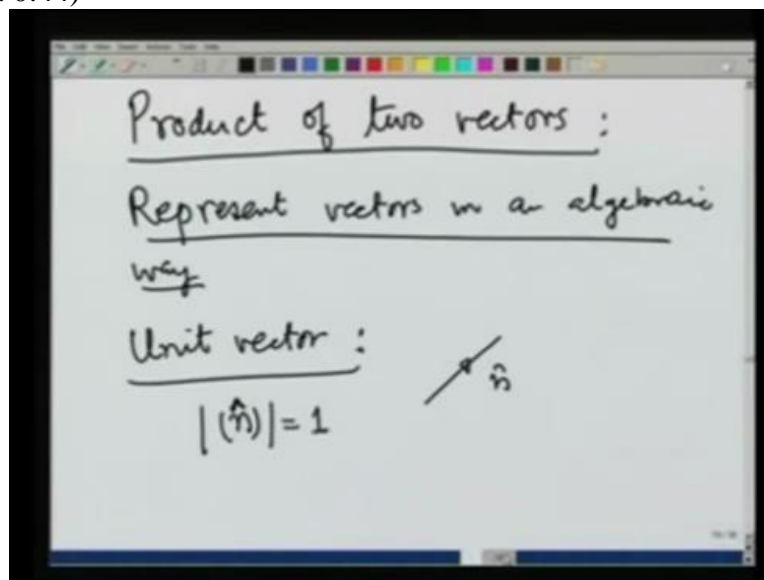 Product of two vectors :
Represent vectors in an algebraic
way
Unit vector :
n̂
|(n̂)| = 1